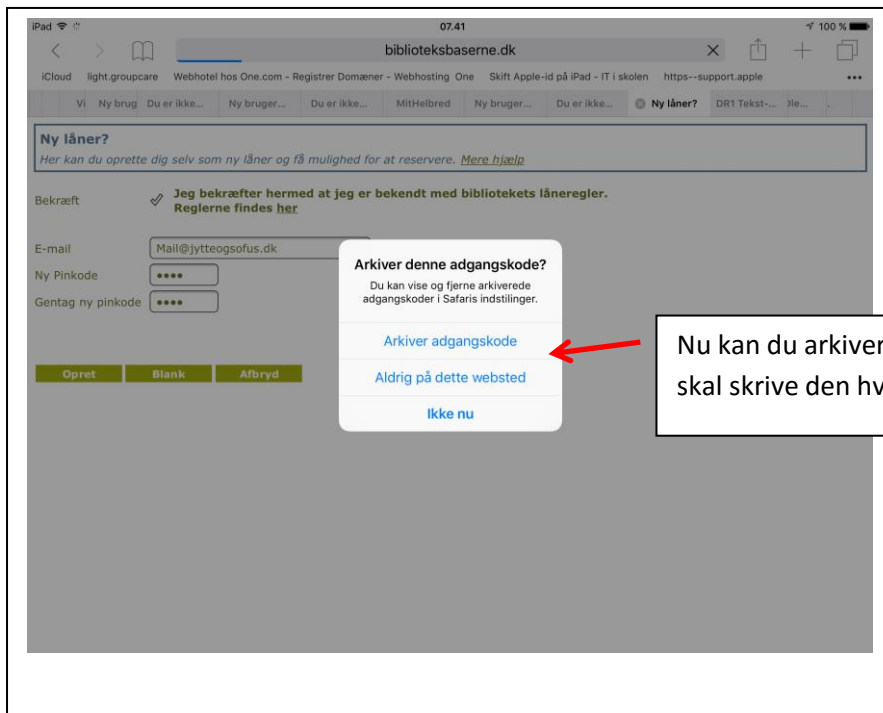 iPad 07.41 100 %
biblioteksbaserne.dk
iCloud light.groupcare Webhotel hos One.com - Registrer Domæner - Webhosting One Skift Apple-id på iPad - IT i skolen https--support.apple
Vi Ny brug Du er ikke... Ny bruger... Du er ikke... MitHelbred Ny bruger... Du er ikke... Ny låner? DR1 Tekst-...
Ny låner?
Her kan du oprette dig selv som ny låner og få mulighed for at reservere. Mere hjælp
Bekræft Jeg bekræfter hermed at jeg er bekendt med bibliotekets låneregler.
Reglerne findes her
E-mail Mail@jytteogsofus.dk
Ny Pinkode ••••
Gentag ny pinkode ••••
Opret Blank Afbryd
Arkiver denne adgangskode?
Du kan vise og fjerne arkiverede
adgangskoder i Safaris indstilinger.
Arkiver adgangskode
Aldrig på dette websted
Ikke nu
Nu kan du arkiver
skal skrive den hv